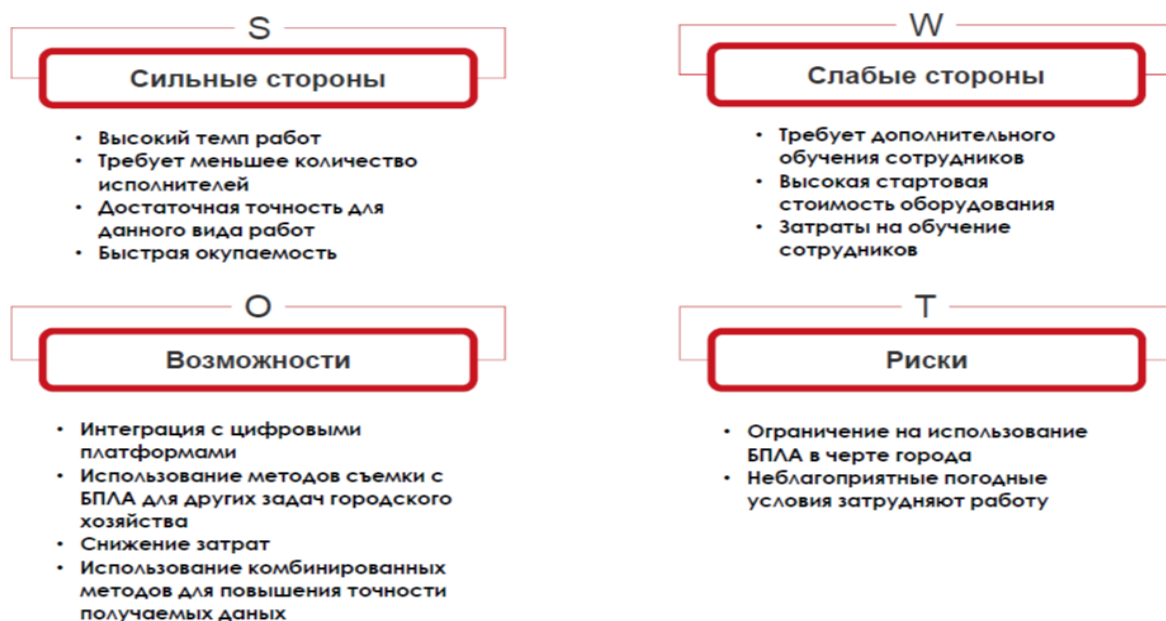 S
Сильные стороны
• Высокий темп работ
• Требует меньшее количество
исполнителей
• Достаточная точность для
данного вида работ
• Быстрая окупаемость
W
Слабые стороны
• Требует дополнительного
обучения сотрудников
• Высокая стартовая
стоимость оборудования
• Затраты на обучение
сотрудников
O
Возможности
• Интеграция с цифровыми
платформами
• Использование методов съемки с
БПЛА для других задач городского
хозяйства
• Снижение затрат
• Использование комбинированных
методов для повышения точности
получаемых даных
T
Риски
• Ограничение на использование
БПЛА в черте города
• Неблагоприятные погодные
условия затрудняют работу